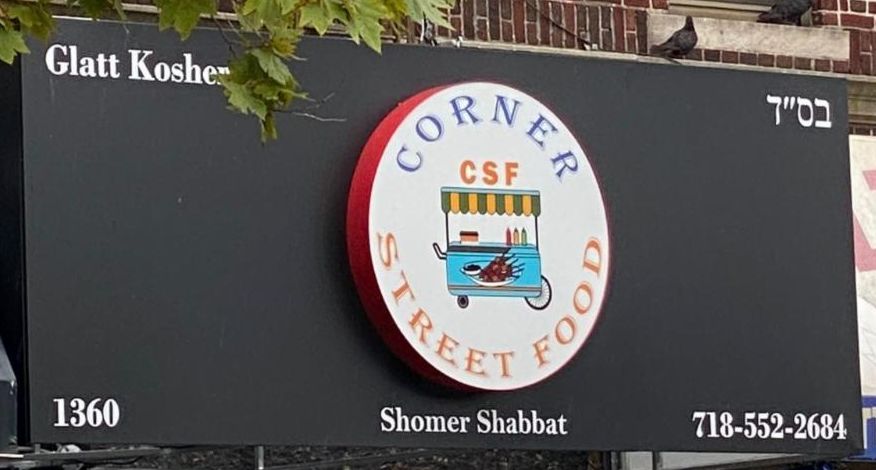 Glatt Kosher
בס״ד
CORNER
CSF
STREET FOOD
1360
Shomer Shabbat
718-552-2684